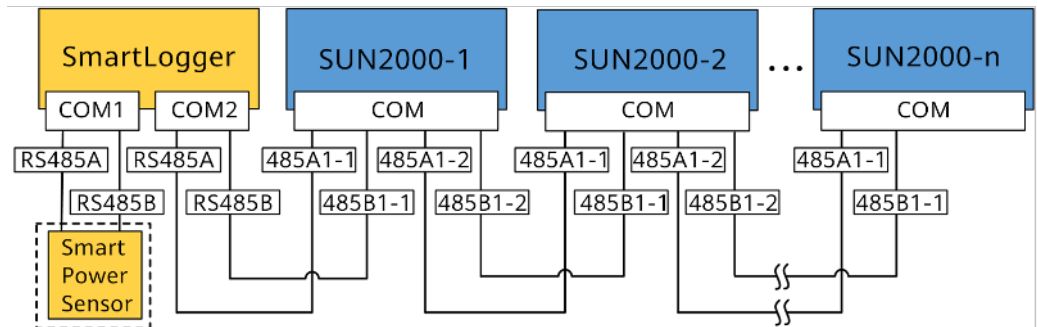 SmartLogger
SUN2000-1
SUN2000-2
...
SUN2000-n
COM1
COM2
COM
COM
COM
RS485A
RS485A
485A1-1
485A1-2
485A1-1
485A1-2
485A1-1
RS485B
RS485B
485B1-1
485B1-2
485B1-1
485B1-2
485B1-1
Smart
Power
Sensor